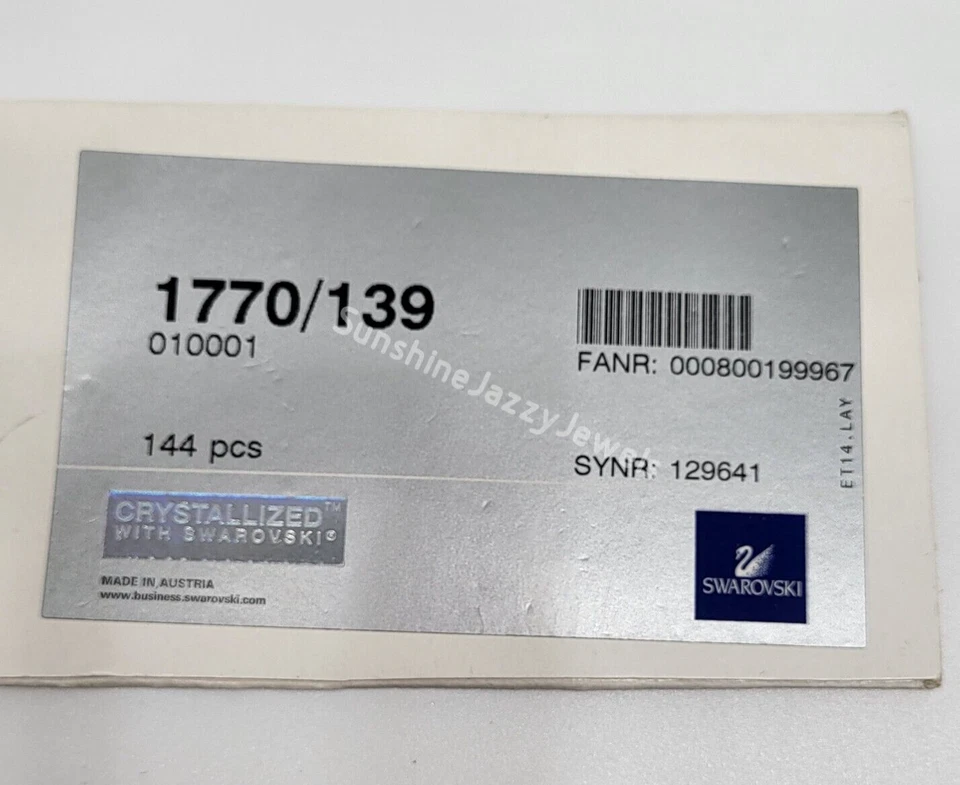 1770/139
010001
FANR: 000800199967
144 pcs
SYNR: 129641
ET14.LAY
CRYSTALLIZED™
WITH SWAROVSKI®
MADE IN AUSTRIA
www.business.swarovski.com
SWAROVSKI
SunshineJazzyJewels